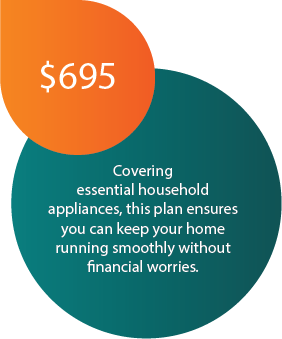 $695
Covering
essential household
appliances, this plan ensures
you can keep your home
running smoothly without
financial worries.